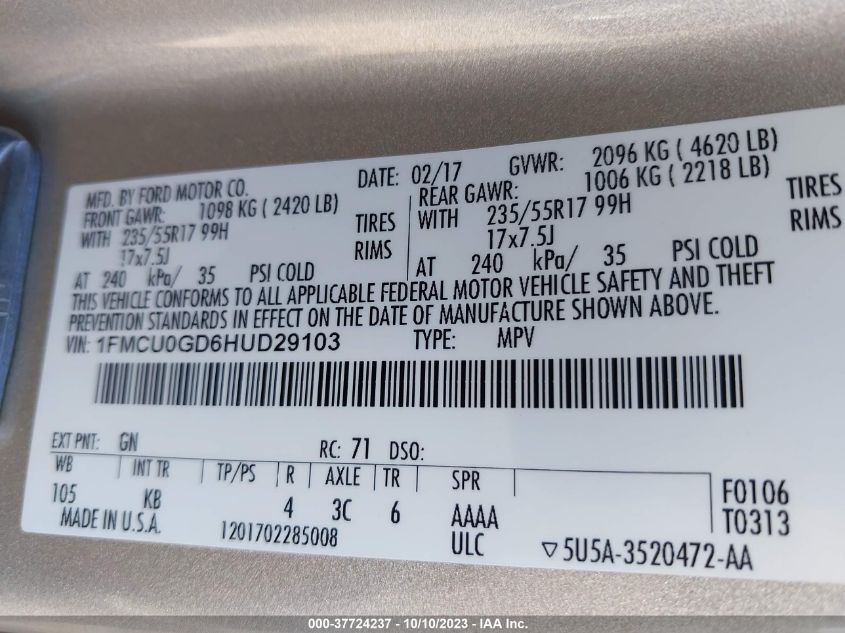 MFD. BY FORD MOTOR CO. DATE: 02/17 GVWR: 2096 KG ( 4620 LB)
FRONT GAWR: 1098 KG ( 2420 LB) REAR GAWR: 1006 KG ( 2218 LB)
WITH 235/55R17 99H TIRES WITH 235/55R17 99H TIRES
17x7.5J RIMS 17x7.5J RIMS
AT 240 kPa/ 35 PSI COLD AT 240 kPa/ 35 PSI COLD
THIS VEHICLE CONFORMS TO ALL APPLICABLE FEDERAL MOTOR VEHICLE SAFETY AND THEFT
PREVENTION STANDARDS IN EFFECT ON THE DATE OF MANUFACTURE SHOWN ABOVE.
VIN: 1FMCU0GD6HUD29103 TYPE: MPV
EXT PNT: GN RC: 71 DSO:
WB INT TR TP/PS R AXLE TR SPR F0106
105 KB 4 3C 6 AAAA T0313
MADE IN U.S.A. 1201702285008 ULC ▽5U5A-3520472-AA
000-37724237 - 10/10/2023 - IAA Inc.